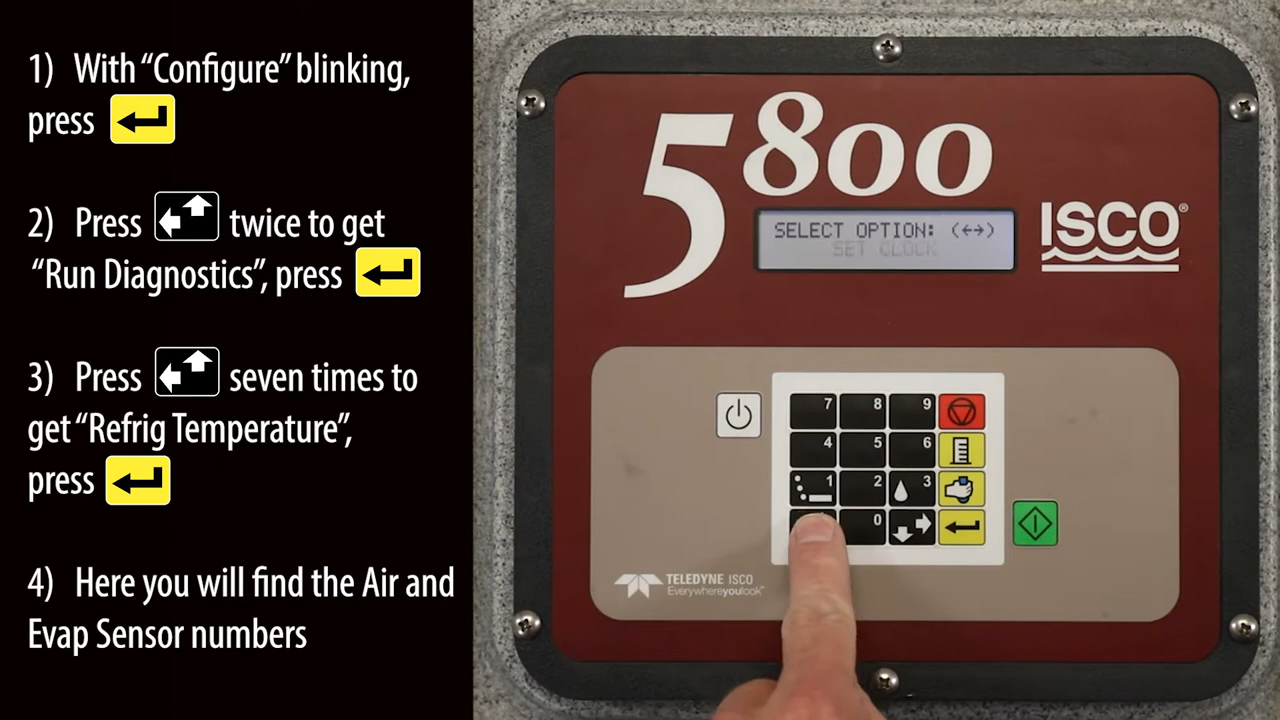 1) With “Configure” blinking,
press
2) Press twice to get
“Run Diagnostics”, press
3) Press seven times to
get “Refrig Temperature”,
press
4) Here you will find the Air and
Evap Sensor numbers
5800
ISCO®
SELECT OPTION: (↔)
SET CLOCK
7 8 9
4 5 6
1 2 3
0
TELEDYNE ISCO
Everywhereyoulook™